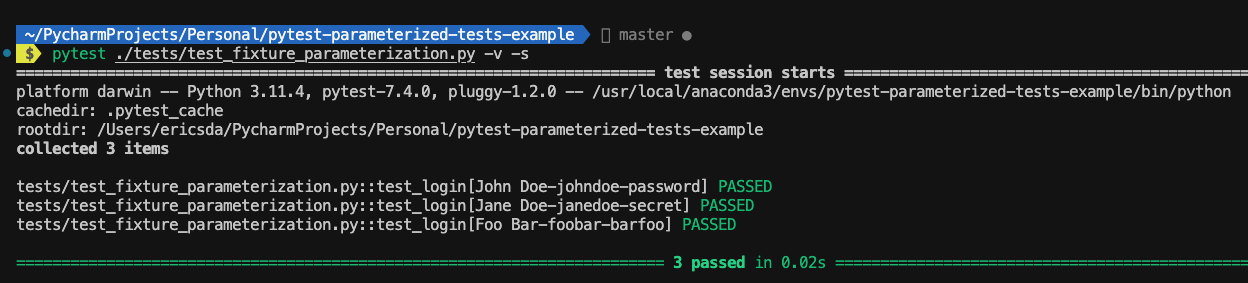 ~/PycharmProjects/Personal/pytest-parameterized-tests-example master ●
$ pytest ./tests/test_fixture_parameterization.py -v -s
======================================================================= test session starts =============================================
platform darwin -- Python 3.11.4, pytest-7.4.0, pluggy-1.2.0 -- /usr/local/anaconda3/envs/pytest-parameterized-tests-example/bin/python
cachedir: .pytest_cache
rootdir: /Users/ericsda/PycharmProjects/Personal/pytest-parameterized-tests-example
collected 3 items
tests/test_fixture_parameterization.py::test_login[John Doe-johndoe-password] PASSED
tests/test_fixture_parameterization.py::test_login[Jane Doe-janedoe-secret] PASSED
tests/test_fixture_parameterization.py::test_login[Foo Bar-foobar-barfoo] PASSED
======================================================================== 3 passed in 0.02s ==============================================